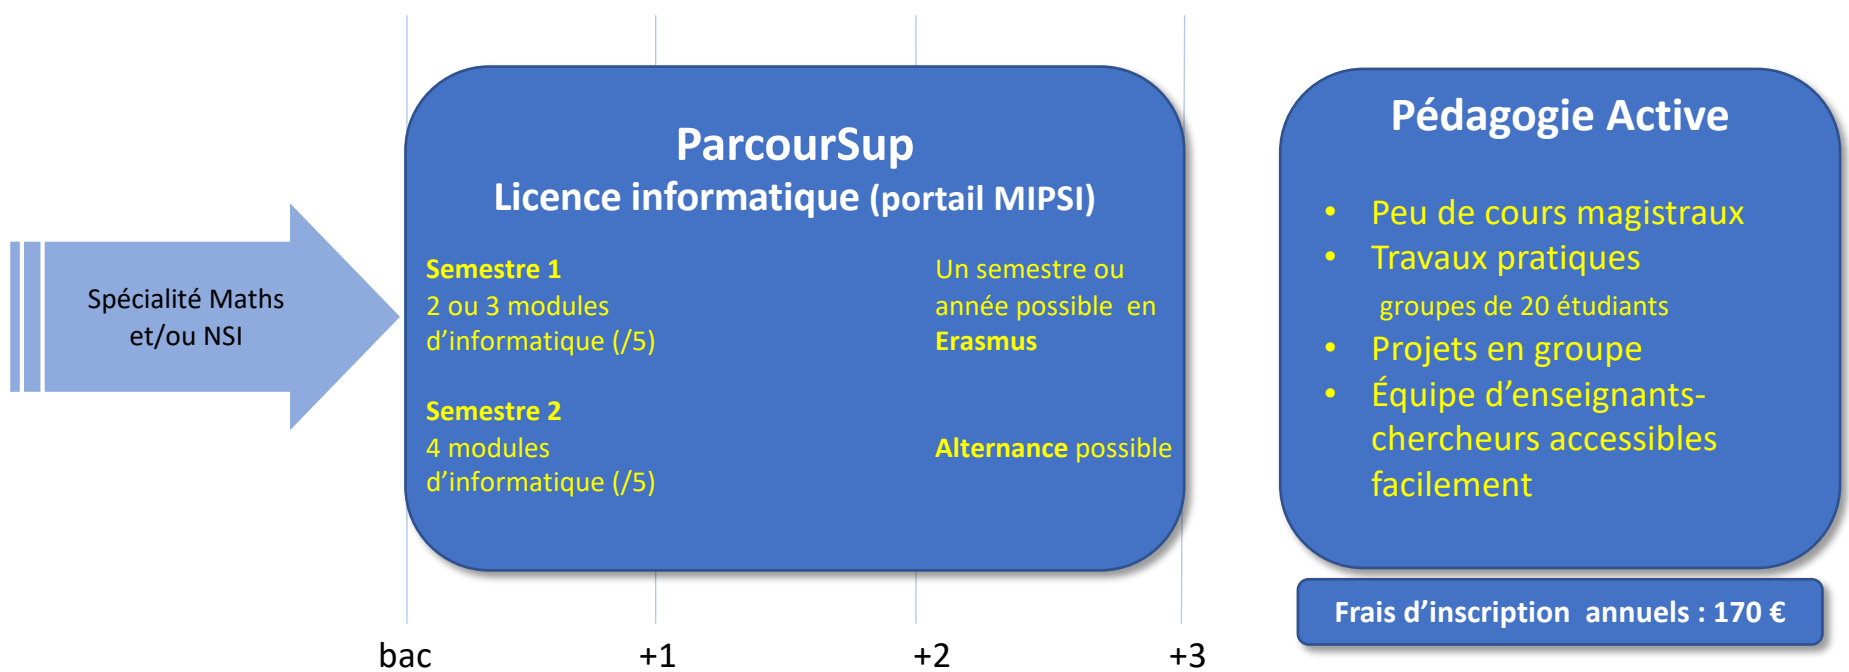 Spécialité Maths
et/ou NSI
ParcourSup
Licence informatique (portail MIPSI)
Semestre 1
2 ou 3 modules
d’informatique (/5)
Semestre 2
4 modules
d’informatique (/5)
Un semestre ou
année possible en
Erasmus
Alternance possible
bac
+1
+2
+3
Pédagogie Active
• Peu de cours magistraux
• Travaux pratiques
groupes de 20 étudiants
• Projets en groupe
• Équipe d’enseignants-
chercheurs accessibles
facilement
Frais d’inscription annuels : 170 €